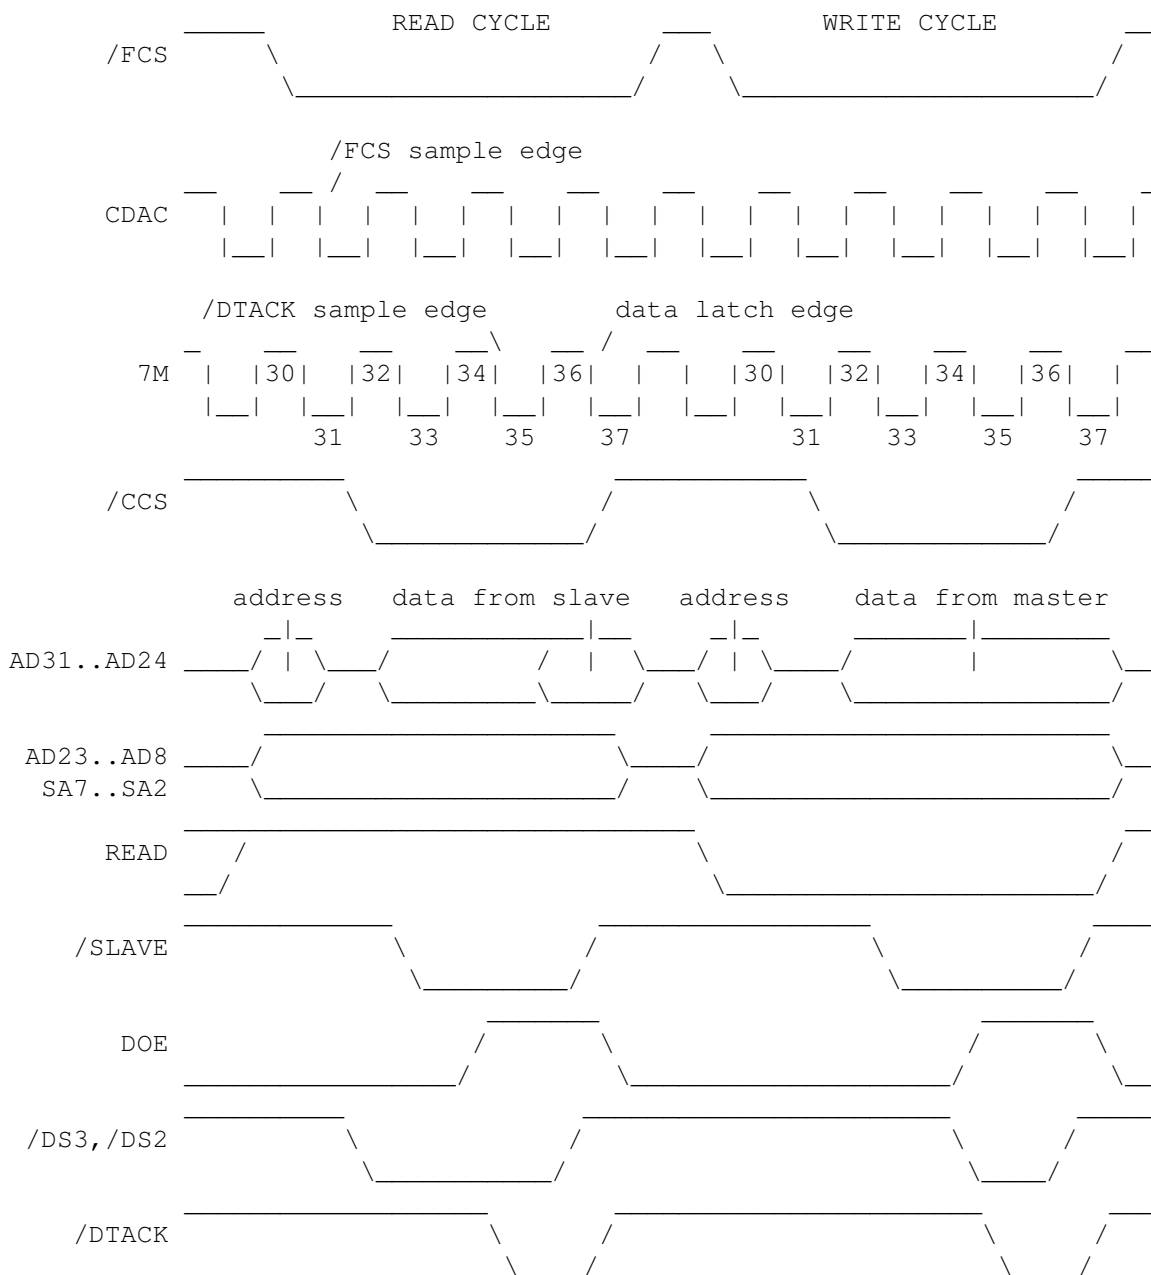 READ CYCLE WRITE CYCLE
/FCS
/FCS sample edge
CDAC
/DTACK sample edge data latch edge
7M 30 32 34 36 30 32 34 36
31 33 35 37 31 33 35 37
/CCS
address data from slave address data from master
AD31..AD24
AD23..AD8
SA7..SA2
READ
/SLAVE
DOE
/DS3,/DS2
/DTACK